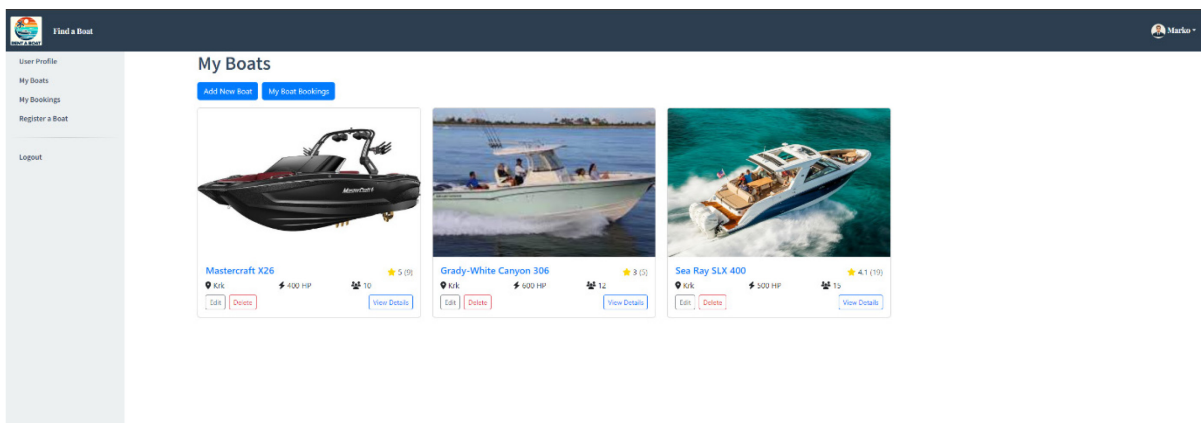 RENT A BOAT
Find a Boat
Marko
User Profile
My Boats
My Bookings
Register a Boat
Logout
My Boats
Add New Boat My Boat Bookings
MasterCraft
Mastercraft X26 5 (9)
Krk 400 HP 10
Edit Delete View Details
Grady-White Canyon 306 3 (5)
Krk 600 HP 12
Edit Delete View Details
Sea Ray SLX 400 4.1 (19)
Krk 500 HP 15
Edit Delete View Details